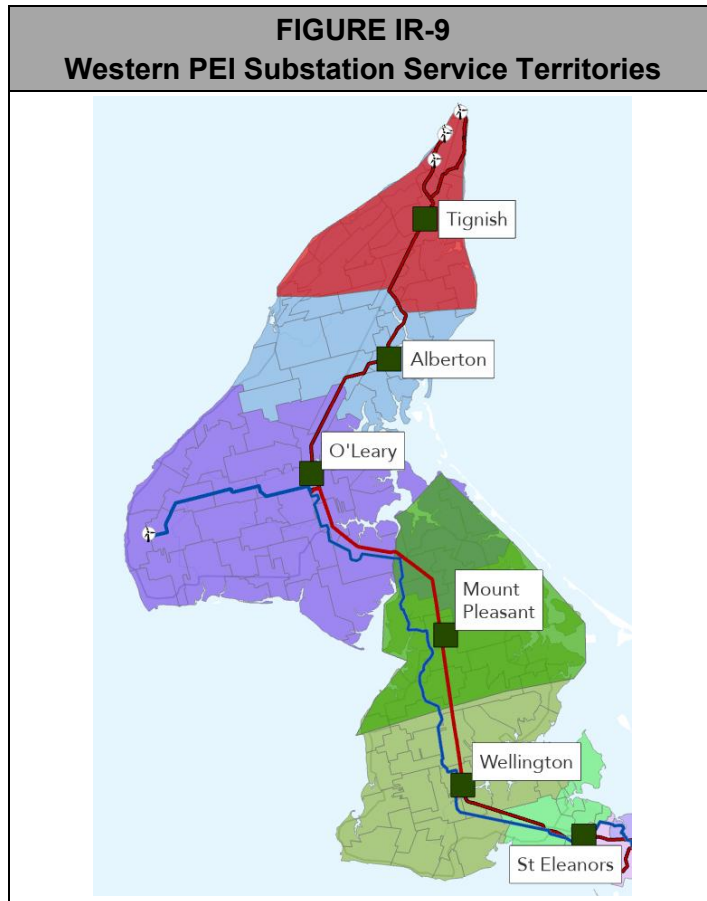 FIGURE IR-9
Western PEI Substation Service Territories
Tignish
Alberton
O'Leary
Mount
Pleasant
Wellington
St Eleanors